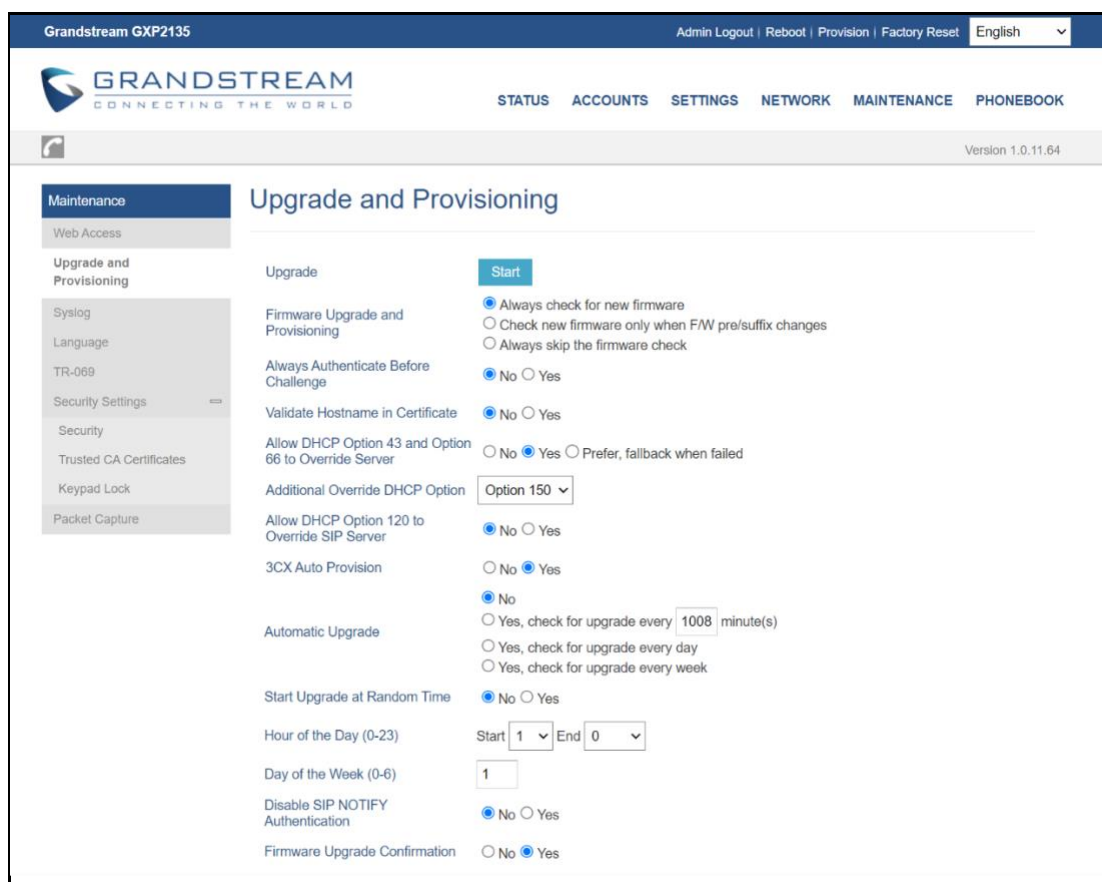 Grandstream GXP2135
Admin Logout | Reboot | Provision | Factory Reset English
GRANDSTREAM
CONNECTING THE WORLD
STATUS ACCOUNTS SETTINGS NETWORK MAINTENANCE PHONEBOOK
Version 1.0.11.64
Maintenance
Web Access
Upgrade and
Provisioning
Syslog
Language
TR-069
Security Settings
Security
Trusted CA Certificates
Keypad Lock
Packet Capture
Upgrade and Provisioning
Upgrade Start
Firmware Upgrade and
Provisioning
Always check for new firmware
Check new firmware only when F/W pre/suffix changes
Always skip the firmware check
Always Authenticate Before
Challenge
No Yes
Validate Hostname in Certificate No Yes
Allow DHCP Option 43 and Option
66 to Override Server
No Yes Prefer, fallback when failed
Additional Override DHCP Option Option 150
Allow DHCP Option 120 to
Override SIP Server
No Yes
3CX Auto Provision No Yes
Automatic Upgrade
No
Yes, check for upgrade every 1008 minute(s)
Yes, check for upgrade every day
Yes, check for upgrade every week
Start Upgrade at Random Time No Yes
Hour of the Day (0-23) Start 1 End 0
Day of the Week (0-6) 1
Disable SIP NOTIFY
Authentication
No Yes
Firmware Upgrade Confirmation No Yes